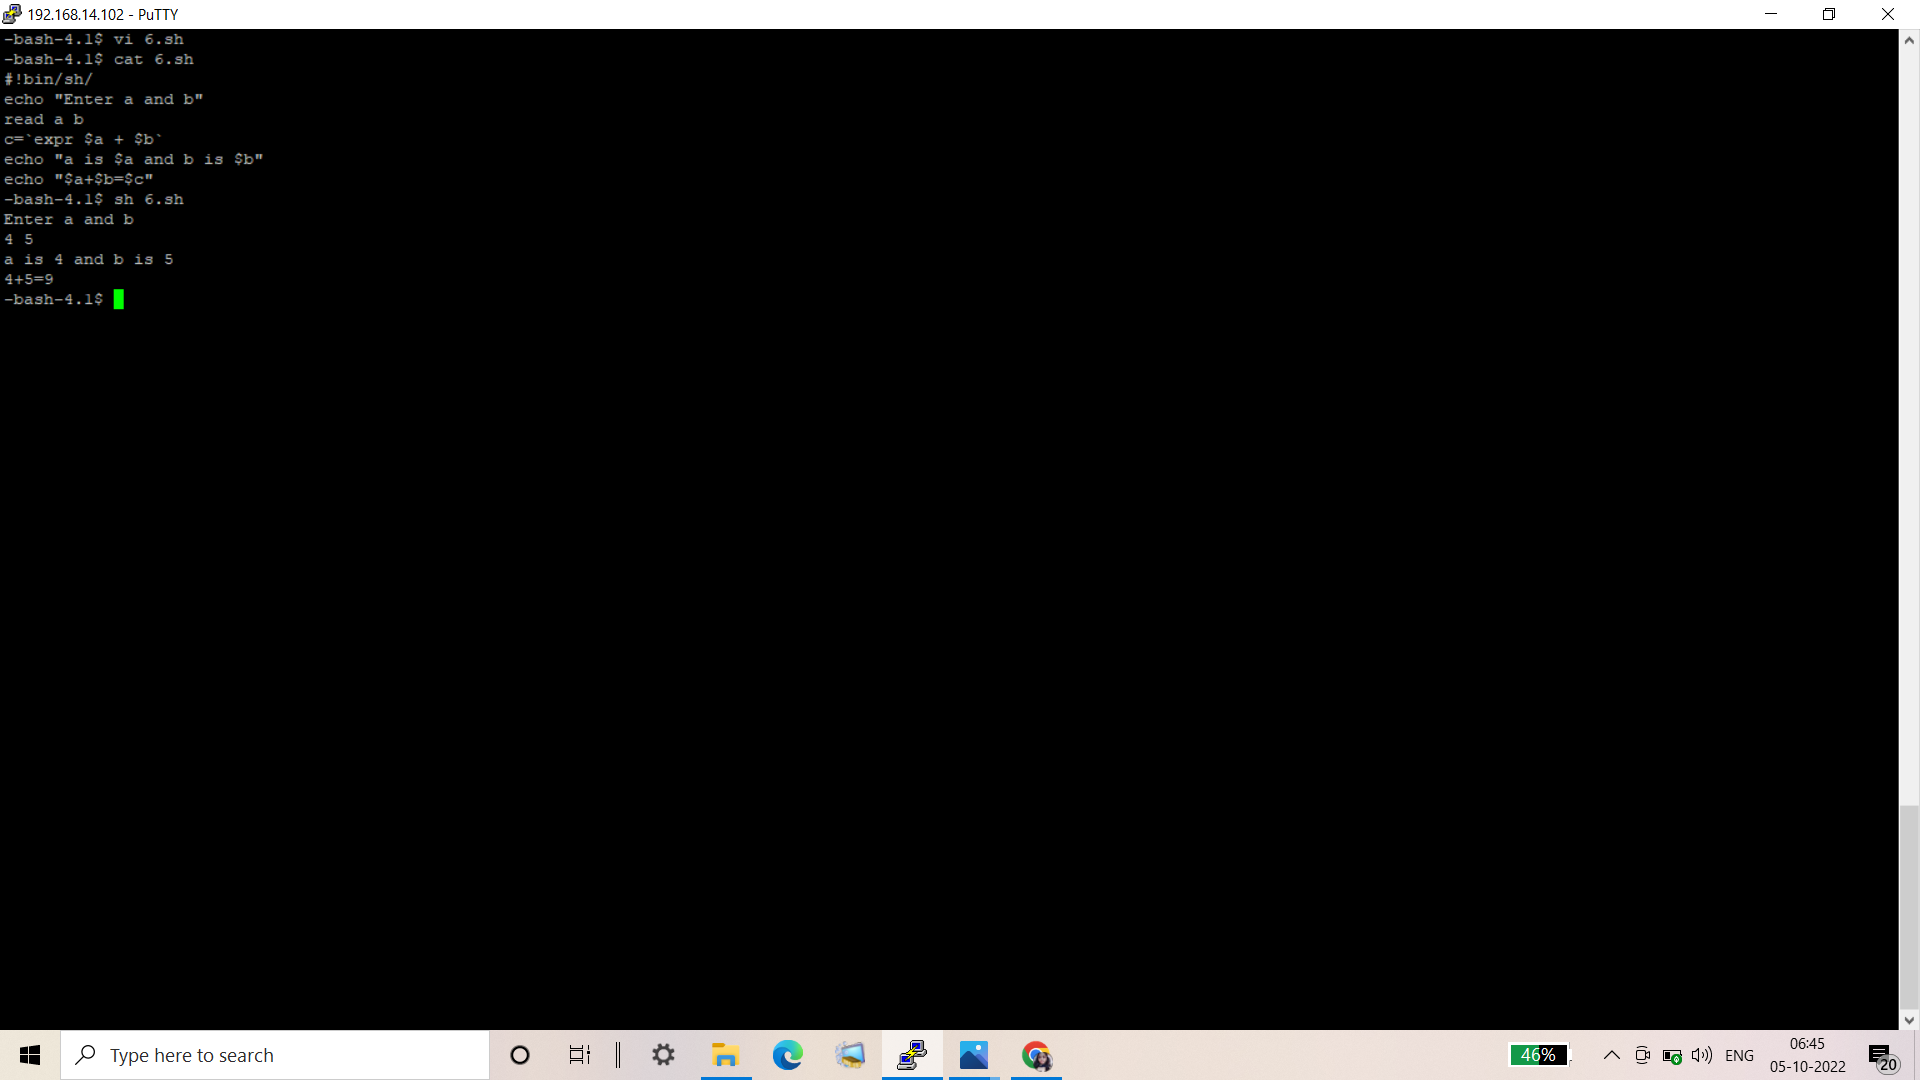 192.168.14.102 - PuTTY
-bash-4.1$ vi 6.sh
-bash-4.1$ cat 6.sh
#!bin/sh/
echo "Enter a and b"
read a b
c=`expr $a + $b`
echo "a is $a and b is $b"
echo "$a+$b=$c"
-bash-4.1$ sh 6.sh
Enter a and b
4 5
a is 4 and b is 5
4+5=9
-bash-4.1$
Type here to search
46%
ENG
06:45
05-10-2022
20